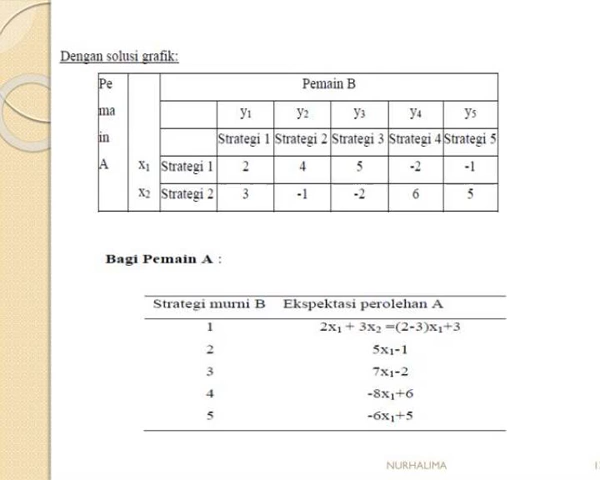 Dengan solusi grafik:
Pe
ma
in
A
Pemain B
y1 y2 y3 y4 y5
Strategi 1 Strategi 2 Strategi 3 Strategi 4 Strategi 5
x1 Strategi 1 2 4 5 -2 -1
x2 Strategi 2 3 -1 -2 6 5
Bagi Pemain A :
Strategi murni B Ekspektasi perolehan A
1 2x1 + 3x2 =(2-3)x1+3
2 5x1-1
3 7x1-2
4 -8x1+6
5 -6x1+5
NURHALIMA